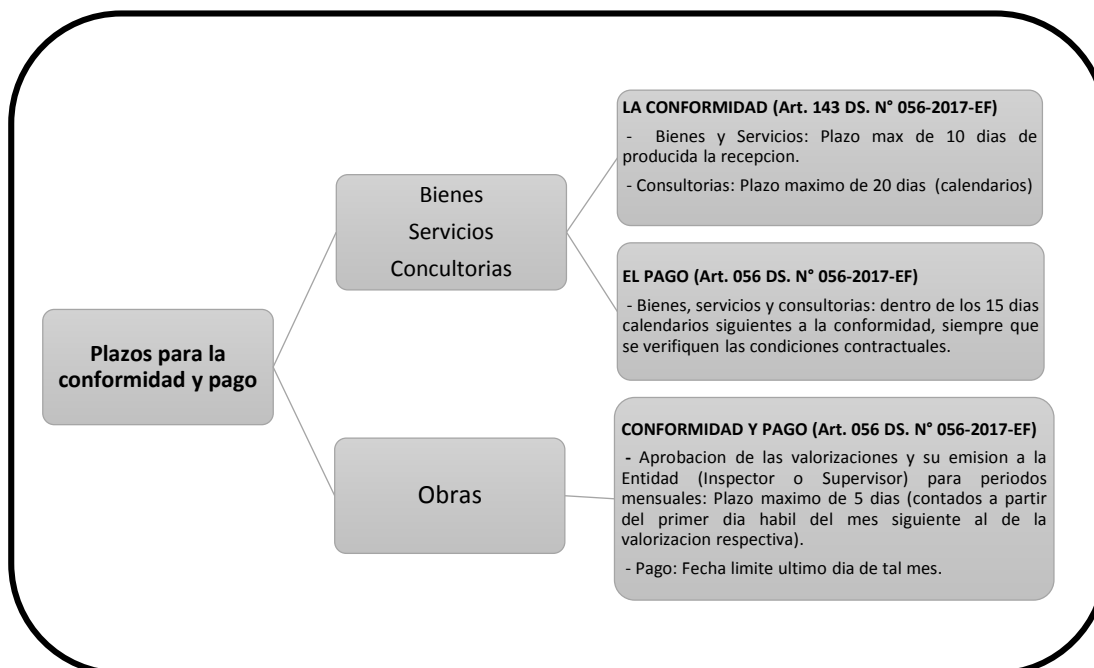 Plazos para la
conformidad y pago
Bienes
Servicios
Concultorias
LA CONFORMIDAD (Art. 143 DS. N° 056-2017-EF)
- Bienes y Servicios: Plazo max de 10 dias de
producida la recepcion.
- Consultorias: Plazo maximo de 20 dias (calendarios)
EL PAGO (Art. 056 DS. N° 056-2017-EF)
- Bienes, servicios y consultorias: dentro de los 15 dias
calendarios siguientes a la conformidad, siempre que
se verifiquen las condiciones contractuales.
Obras
CONFORMIDAD Y PAGO (Art. 056 DS. N° 056-2017-EF)
- Aprobacion de las valorizaciones y su emision a la
Entidad (Inspector o Supervisor) para periodos
mensuales: Plazo maximo de 5 dias (contados a partir
del primer dia habil del mes siguiente al de la
valorizacion respectiva).
- Pago: Fecha limite ultimo dia de tal mes.